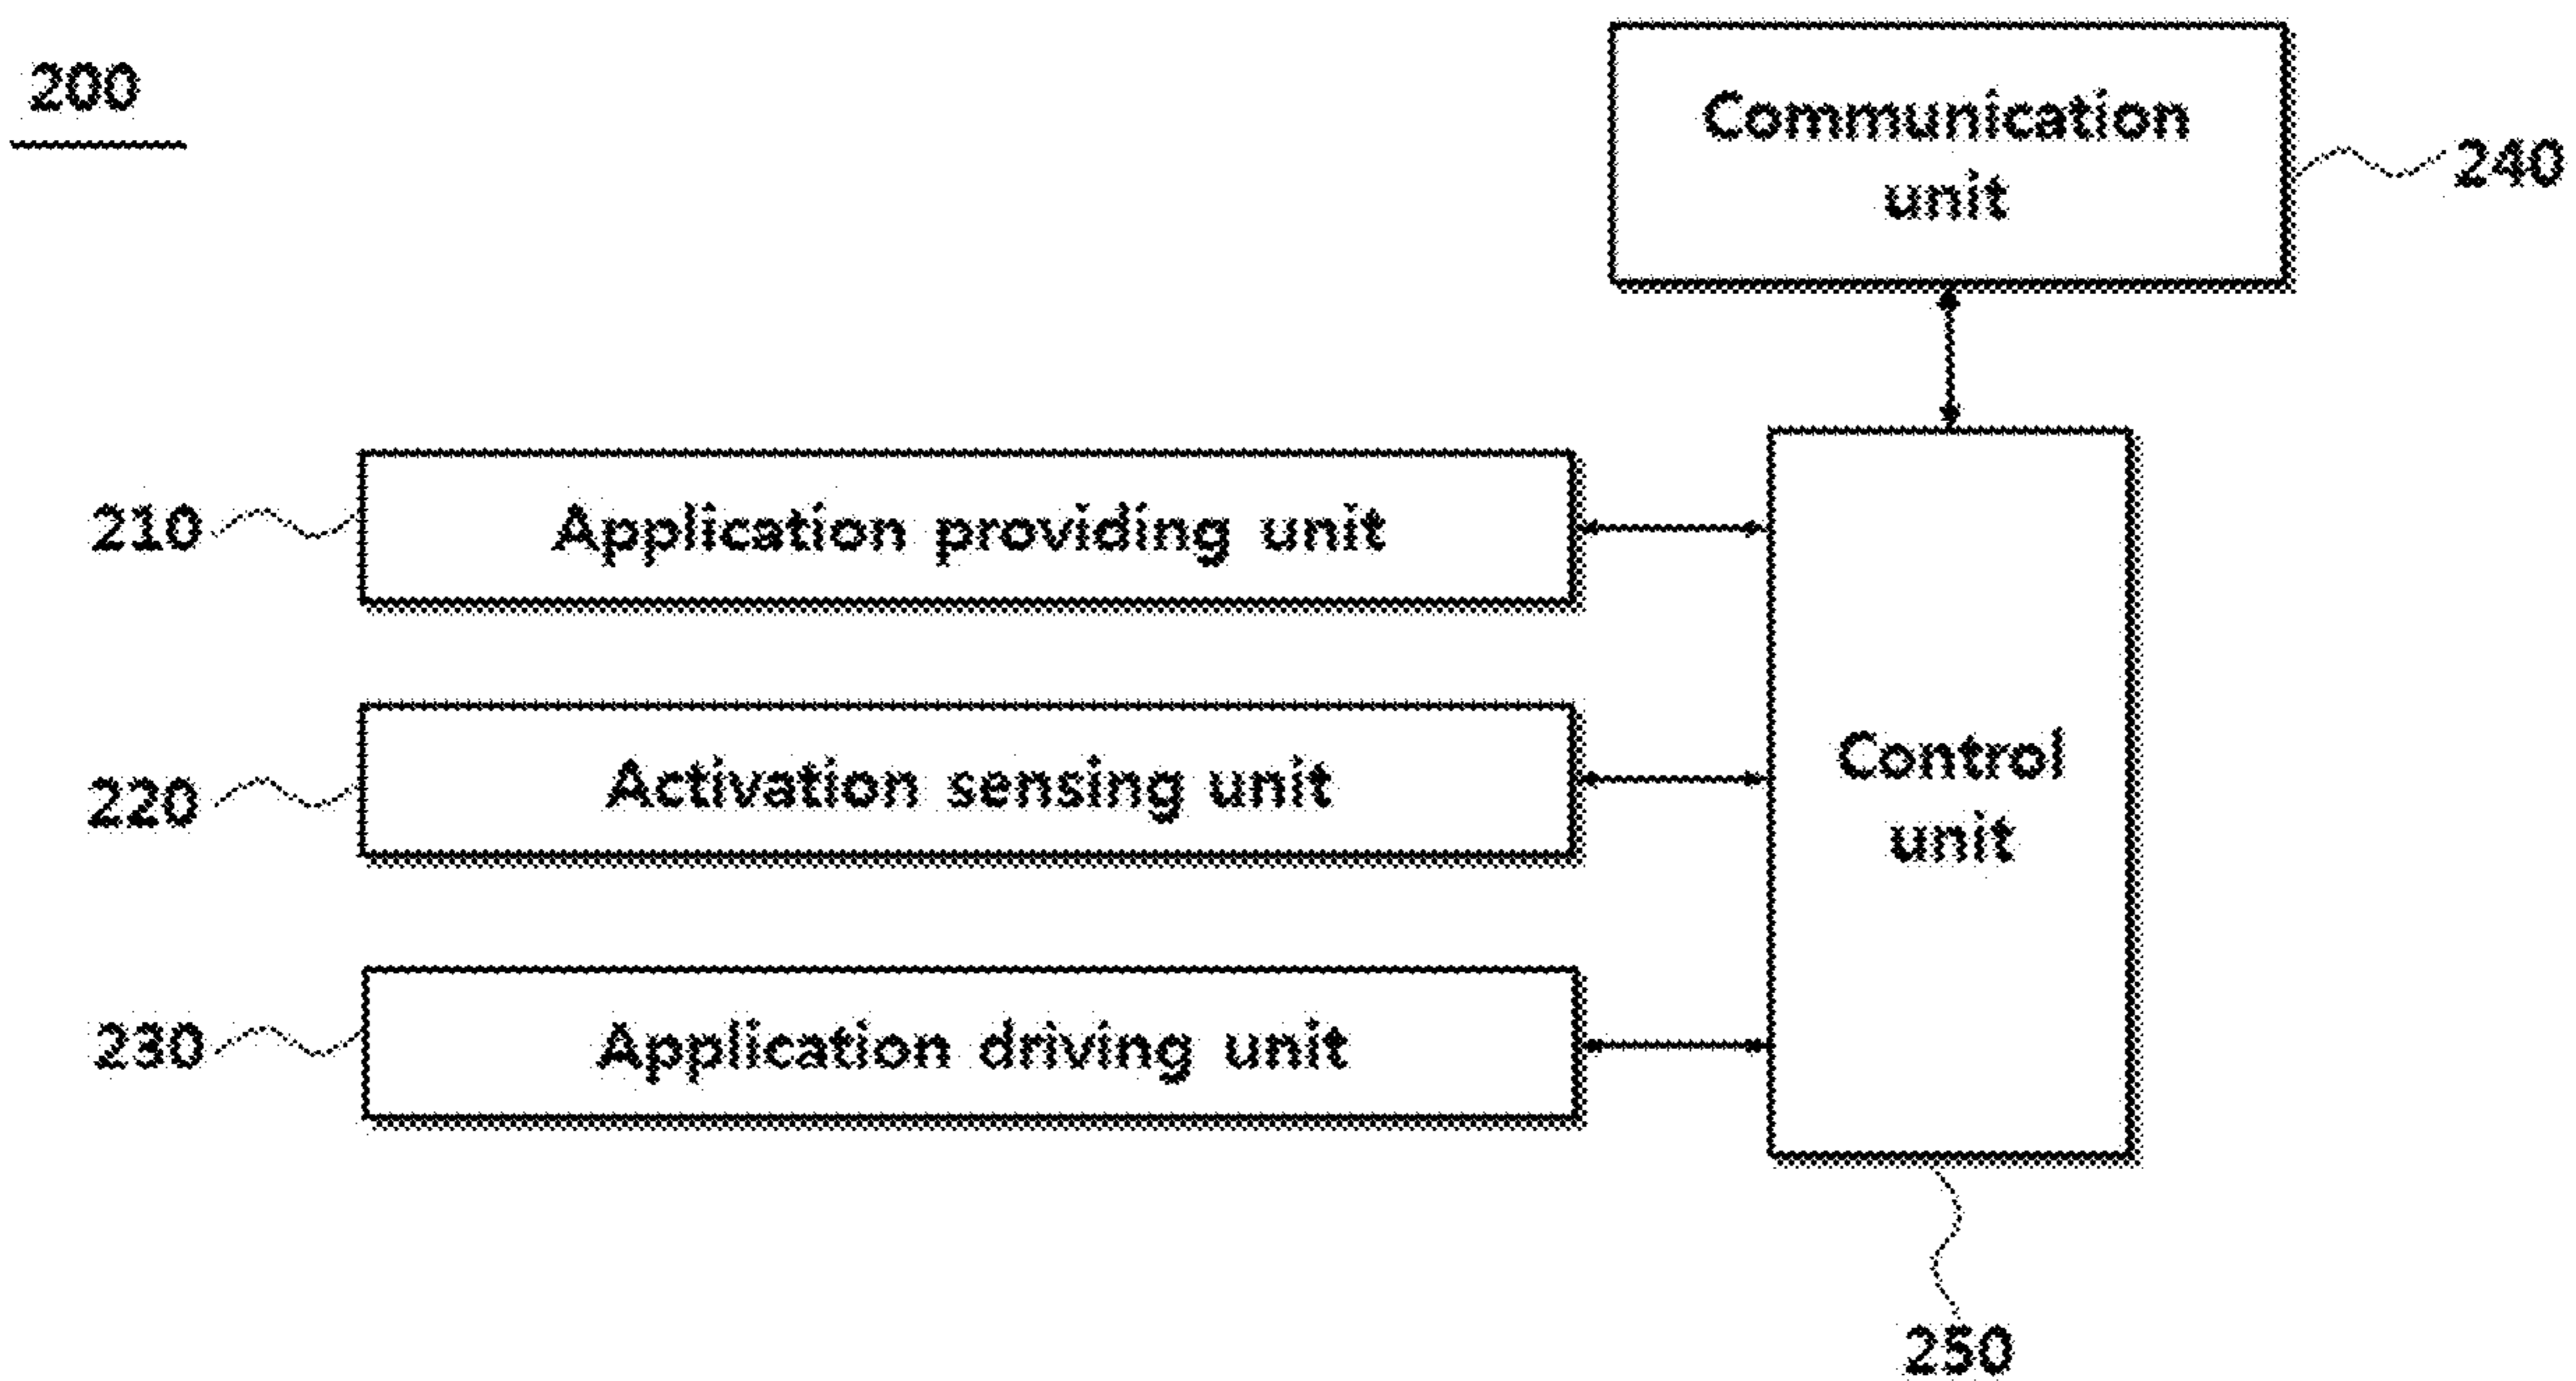 200
Communication
unit
240
210
Application providing unit
220
Activation sensing unit
Control
unit
230
Application driving unit
250